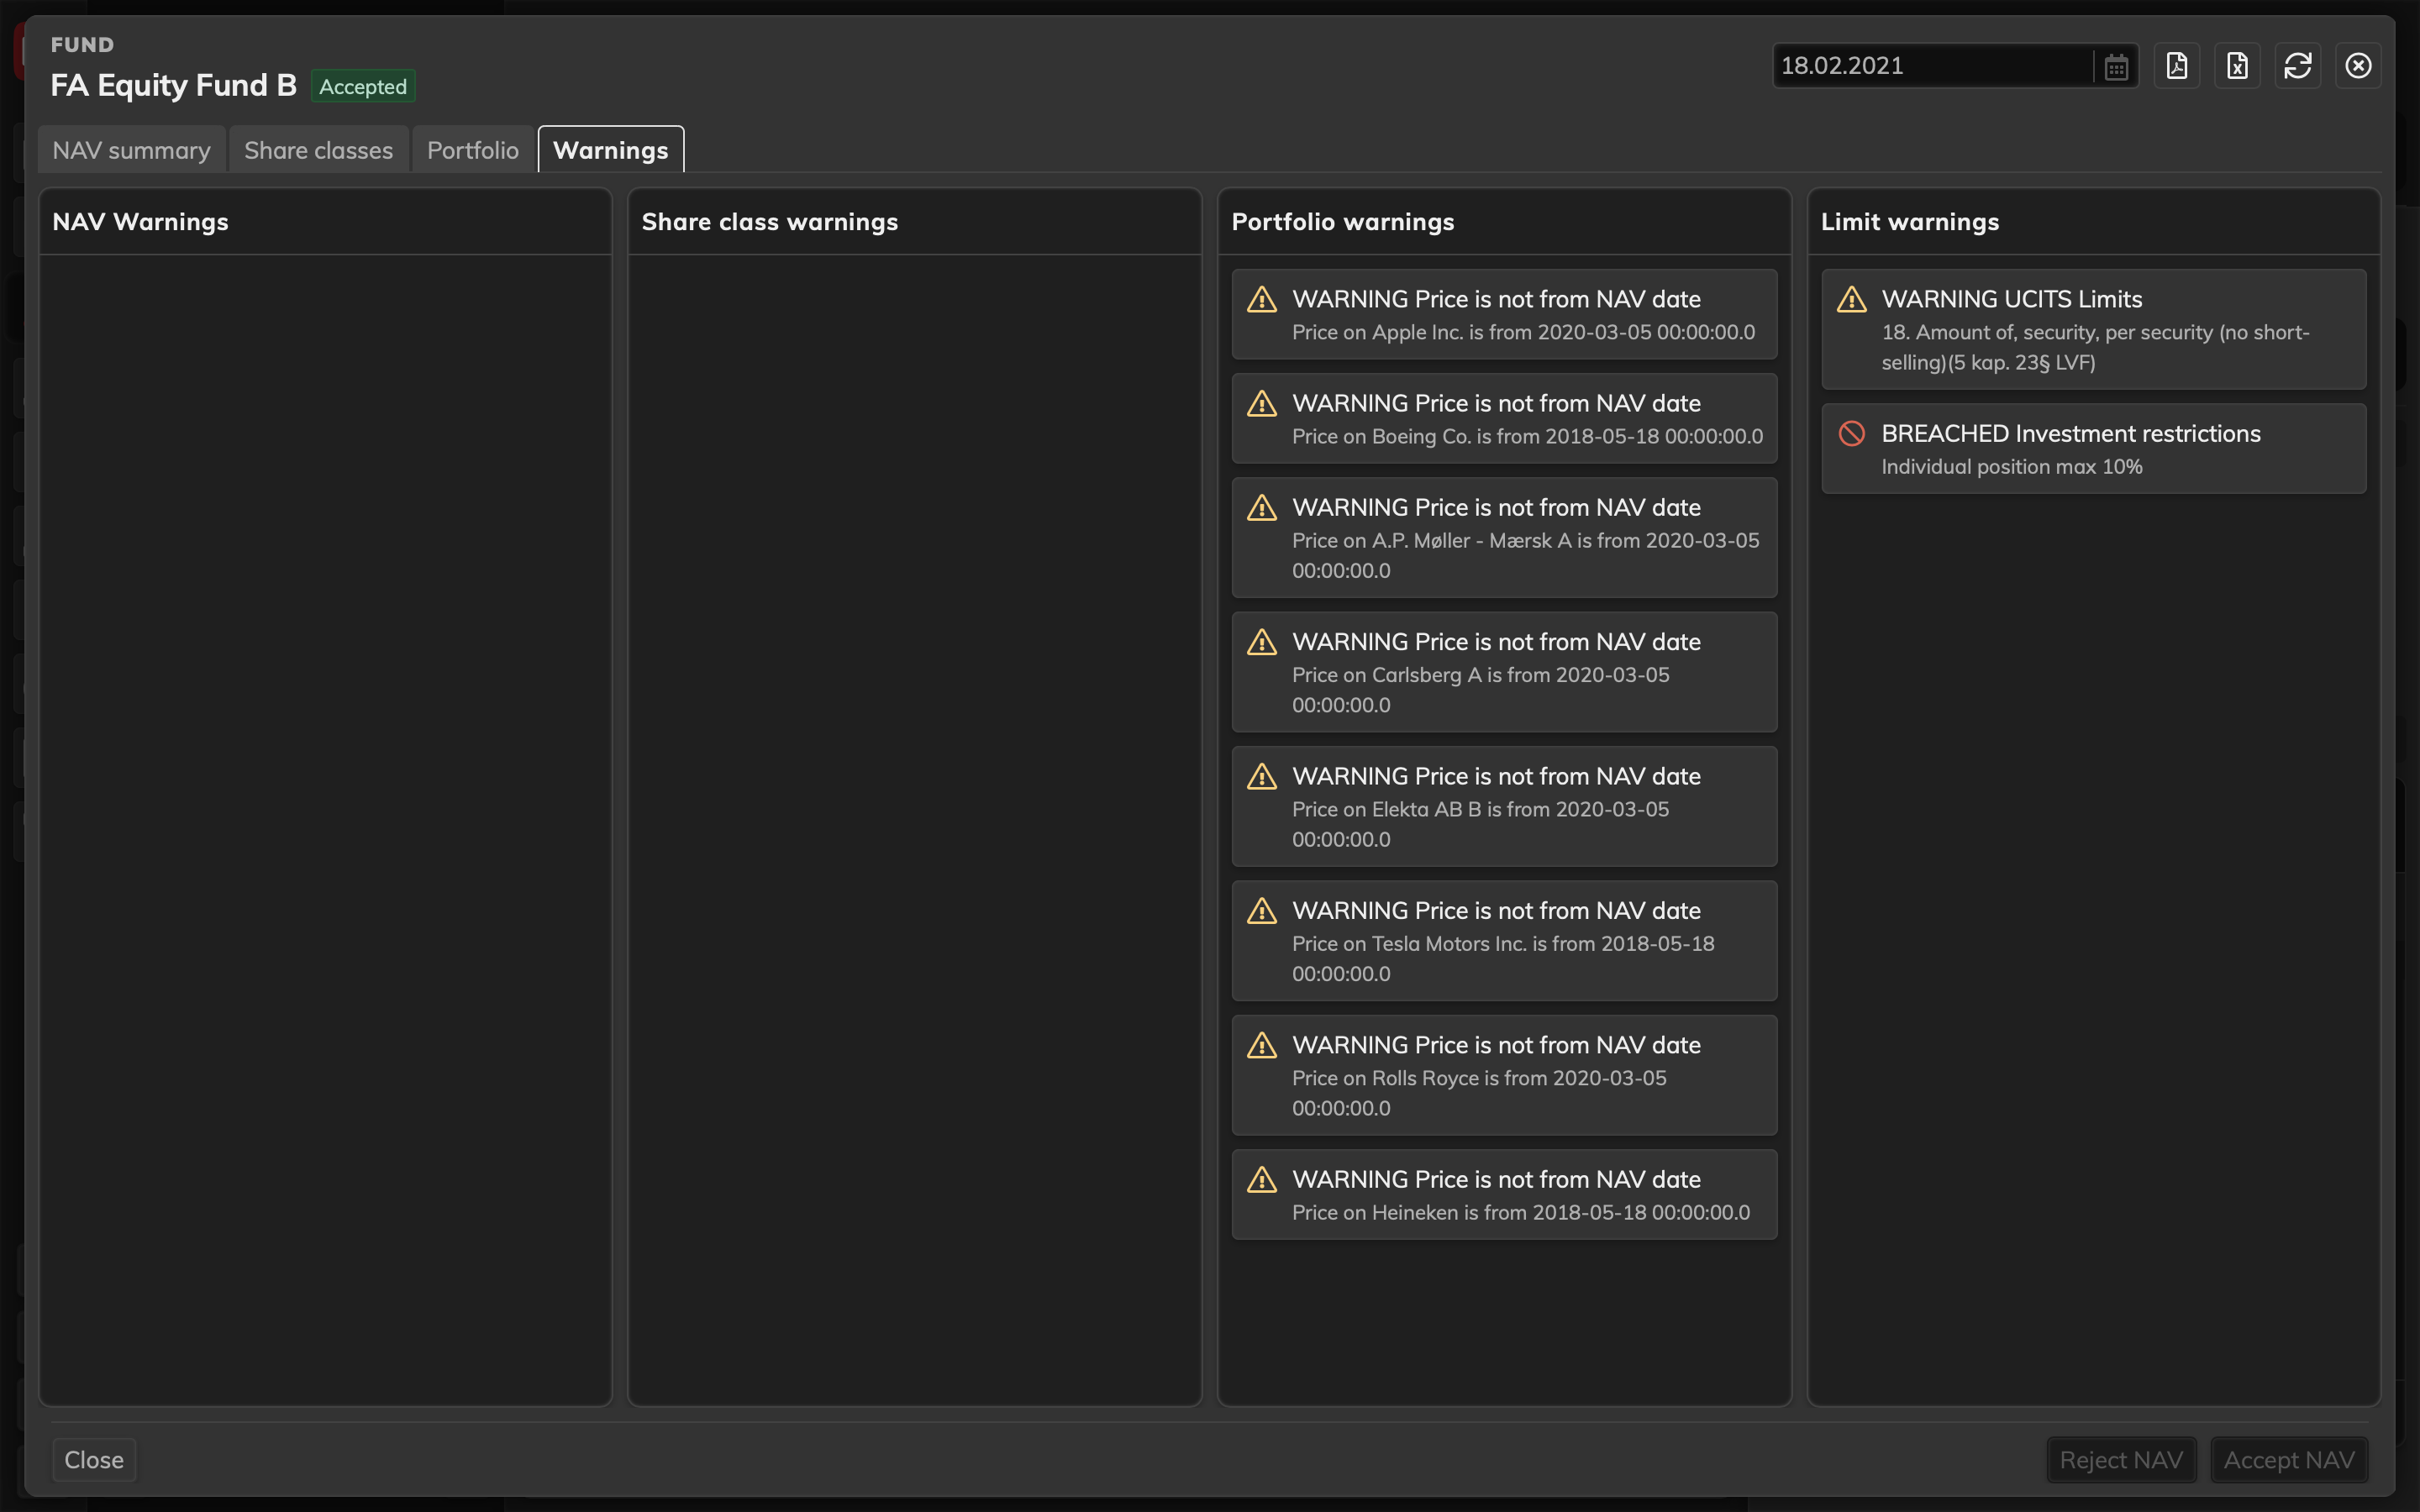 FUND
FA Equity Fund B Accepted
18.02.2021
NAV summary Share classes Portfolio Warnings
NAV Warnings
Share class warnings
Portfolio warnings
WARNING Price is not from NAV date
Price on Apple Inc. is from 2020-03-05 00:00:00.0
WARNING Price is not from NAV date
Price on Boeing Co. is from 2018-05-18 00:00:00.0
WARNING Price is not from NAV date
Price on A.P. Møller - Mærsk A is from 2020-03-05
00:00:00.0
WARNING Price is not from NAV date
Price on Carlsberg A is from 2020-03-05
00:00:00.0
WARNING Price is not from NAV date
Price on Elekta AB B is from 2020-03-05
00:00:00.0
WARNING Price is not from NAV date
Price on Tesla Motors Inc. is from 2018-05-18
00:00:00.0
WARNING Price is not from NAV date
Price on Rolls Royce is from 2020-03-05
00:00:00.0
WARNING Price is not from NAV date
Price on Heineken is from 2018-05-18 00:00:00.0
Limit warnings
WARNING UCITS Limits
18. Amount of, security, per security (no short-
selling)(5 kap. 23§ LVF)
BREACHED Investment restrictions
Individual position max 10%
Close
Reject NAV
Accept NAV